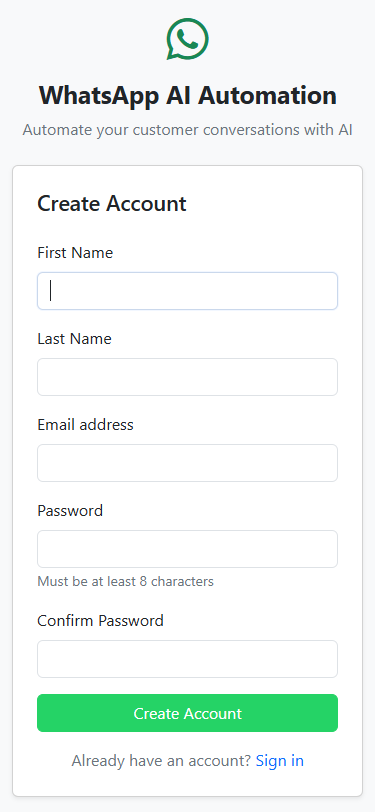 WhatsApp AI Automation
Automate your customer conversations with AI
Create Account
First Name
Last Name
Email address
Password
Must be at least 8 characters
Confirm Password
Create Account
Already have an account? Sign in